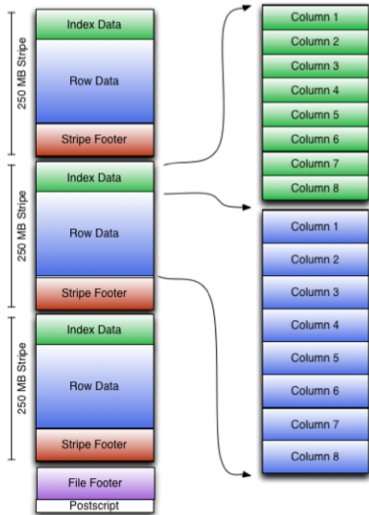 250 MB Stripe
Index Data
Row Data
Stripe Footer
250 MB Stripe
Index Data
Row Data
Stripe Footer
250 MB Stripe
Index Data
Row Data
Stripe Footer
File Footer
Postscript
Column 1
Column 2
Column 3
Column 4
Column 5
Column 6
Column 7
Column 8
Column 1
Column 2
Column 3
Column 4
Column 5
Column 6
Column 7
Column 8